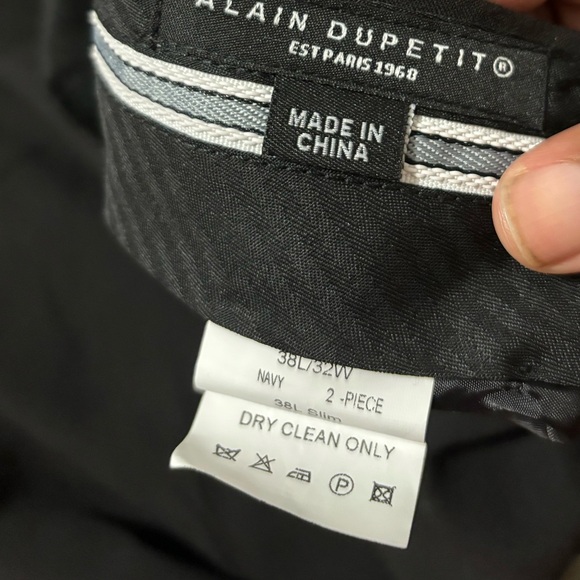 ALAIN DUPETIT®
EST PARIS 1968
MADE IN
CHINA
38L/32W
NAVY 2 -PIECE
38L Slim
DRY CLEAN ONLY
P